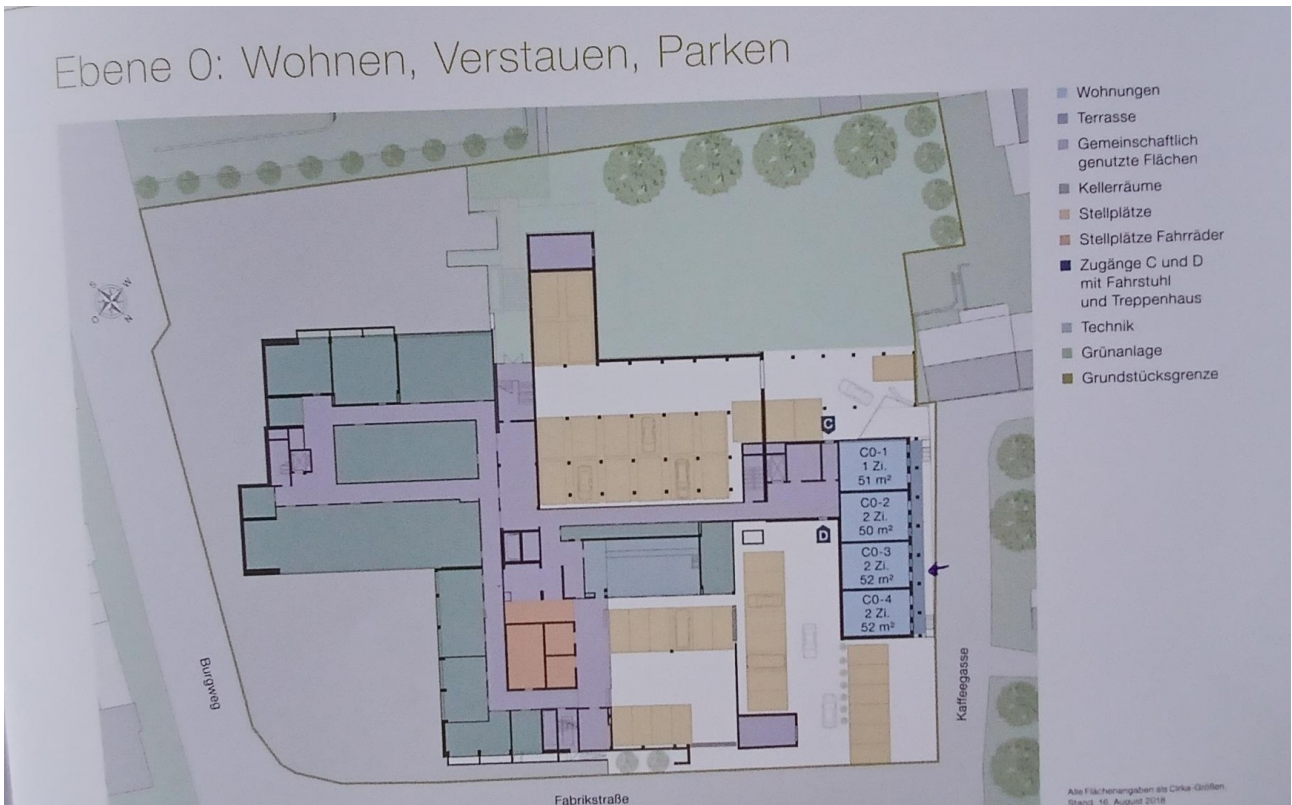 Ebene 0: Wohnen, Verstauen, Parken
Wohnungen
Terrasse
Gemeinschaftlich
genutzte Flächen
Kellerräume
Stellplätze
Stellplätze Fahrräder
Zugänge C und D
mit Fahrstuhl
und Treppenhaus
Technik
Grünanlage
Grundstücksgrenze
S
W
O
N
C
C0-1
1 Zi.
51 m²
C0-2
2 Zi.
50 m²
D
C0-3
2 Zi.
52 m²
C0-4
2 Zi.
52 m²
Burgweg
Kaffeegasse
Fabrikstraße
Alle Flächenangaben als Cirka-Größen.
Stand: 16. August 2018